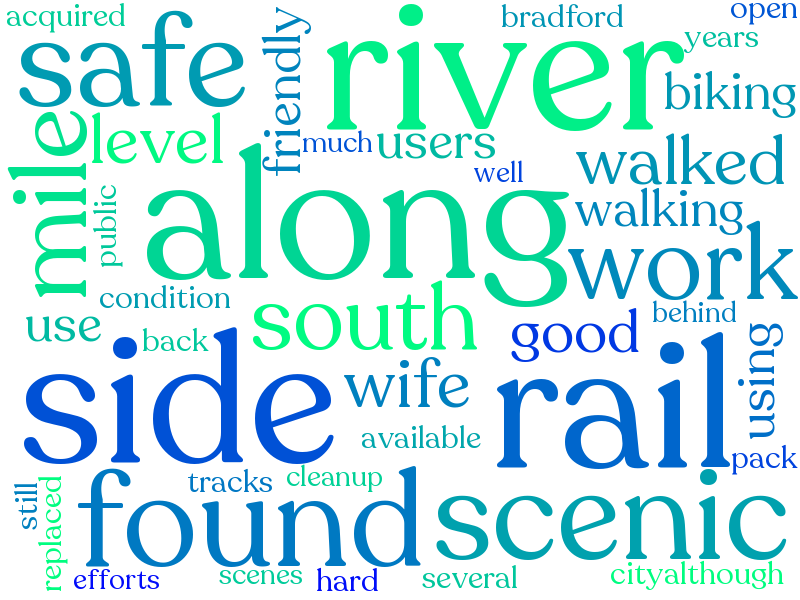 acquired
bradford
open
safe
friendly
river
years
biking
level
much
users
well
walked
mile
public
along
walking
work
condition
use
back
south
good
behind
using
side
wife
rail
available
pack
still
replaced
found
tracks
cleanup
scenic
efforts
scenes
hard
several
cityalthough